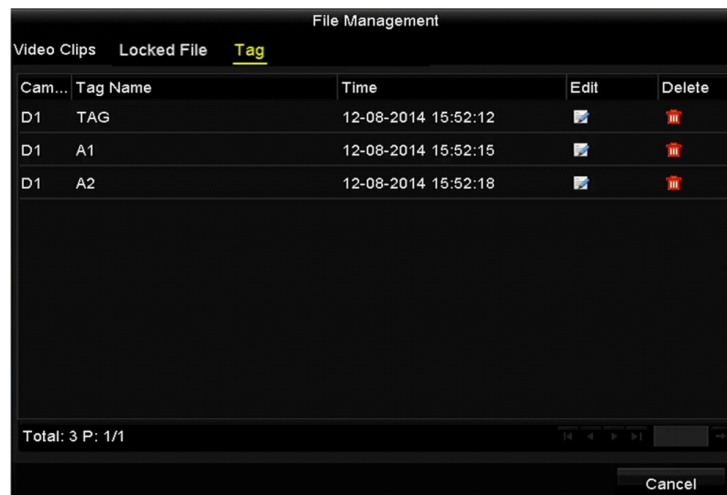 File Management
Video Clips Locked File Tag
Cam... Tag Name Time Edit Delete
D1 TAG 12-08-2014 15:52:12
D1 A1 12-08-2014 15:52:15
D1 A2 12-08-2014 15:52:18
Total: 3 P: 1/1
Cancel